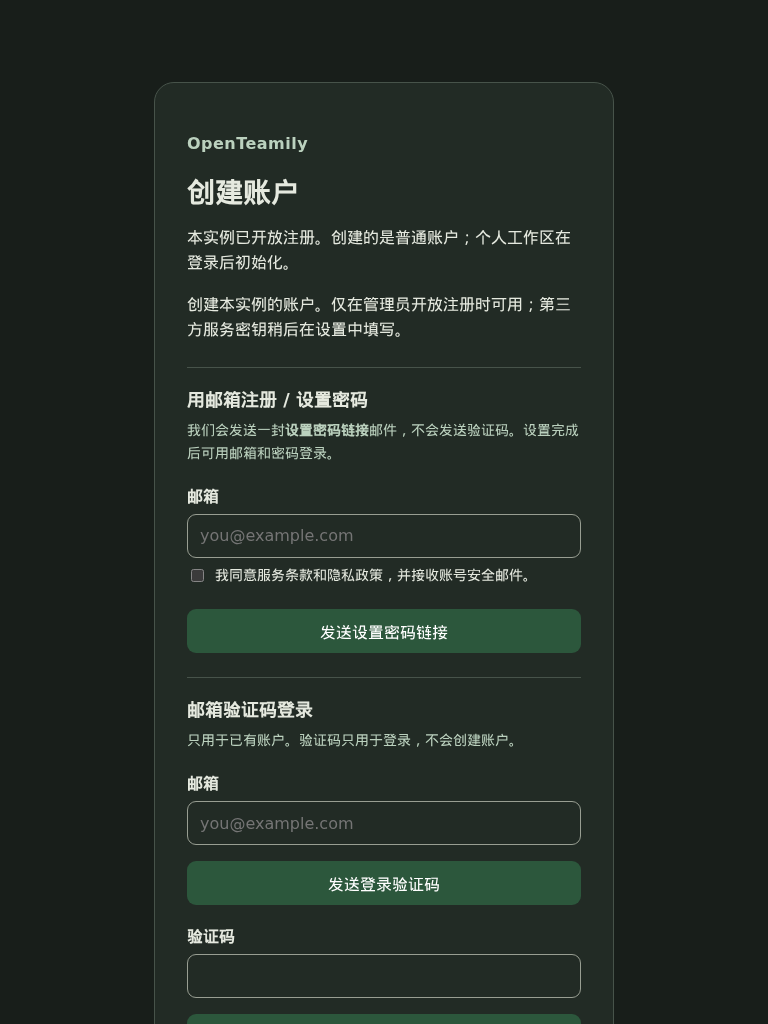 OpenTeamily
创建账户
本实例已开放注册。创建的是普通账户；个人工作区在
登录后初始化。
创建本实例的账户。仅在管理员开放注册时可用；第三
方服务密钥稍后在设置中填写。
用邮箱注册 / 设置密码
我们会发送一封设置密码链接邮件，不会发送验证码。设置完成
后可用邮箱和密码登录。
邮箱
you@example.com
我同意服务条款和隐私政策，并接收账号安全邮件。
发送设置密码链接
邮箱验证码登录
只用于已有账户。验证码只用于登录，不会创建账户。
邮箱
you@example.com
发送登录验证码
验证码